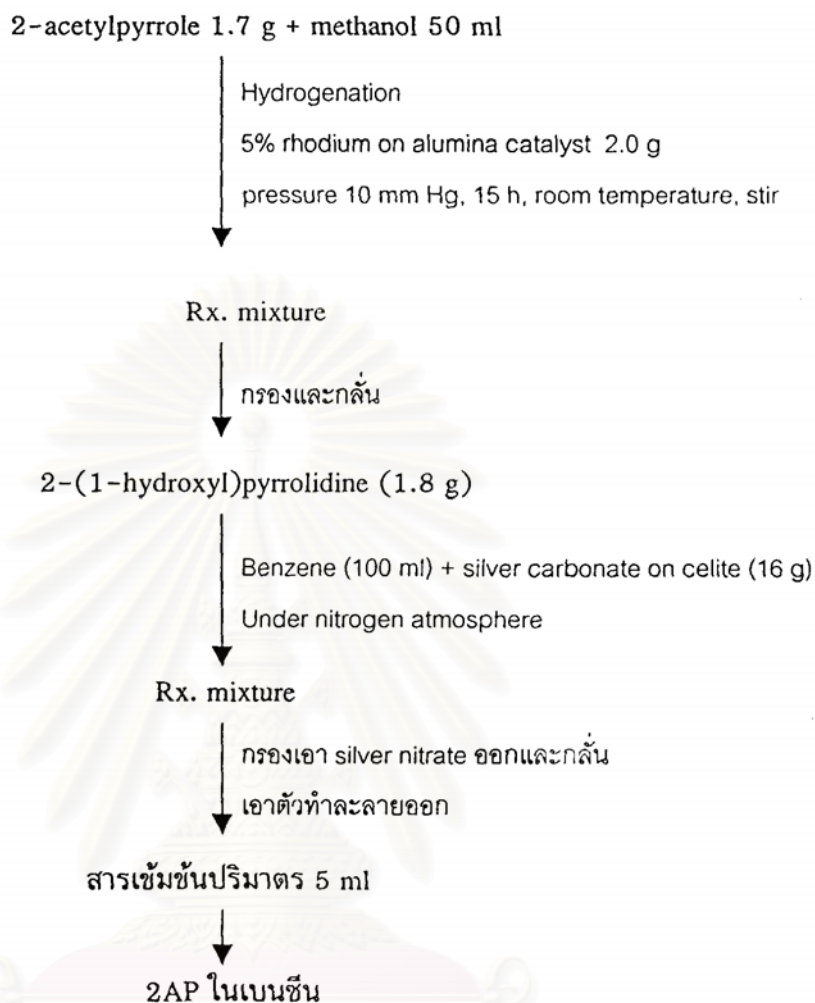 2-acetylpyrrole 1.7 g + methanol 50 ml
Hydrogenation
5% rhodium on alumina catalyst 2.0 g
pressure 10 mm Hg, 15 h, room temperature, stir
Rx. mixture
กรองและกลั่น
2-(1-hydroxyl)pyrrolidine (1.8 g)
Benzene (100 ml) + silver carbonate on celite (16 g)
Under nitrogen atmosphere
Rx. mixture
กรองเอา silver nitrate ออกและกลั่น
เอาตัวทำละลายออก
สารเข้มข้นปริมาตร 5 ml
2AP ในเบนซีน